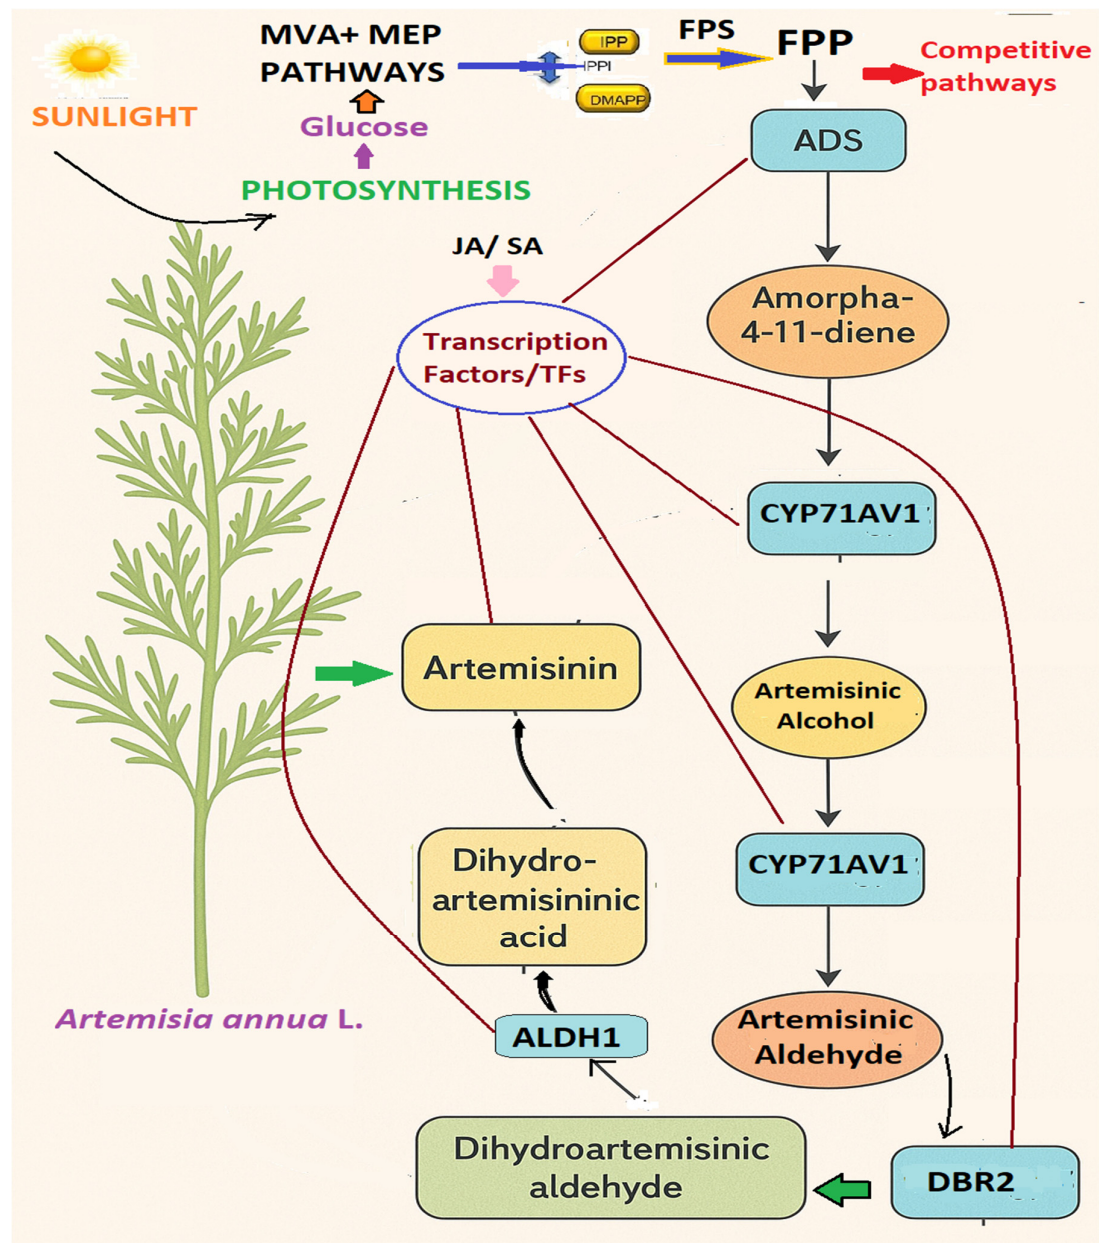 SUNLIGHT
MVA+ MEP
PATHWAYS
Glucose
PHOTOSYNTHESIS
IPP
IPPI
DMAPP
FPS
FPP
Competitive
pathways
ADS
JA/ SA
Transcription
Factors/TFs
Amorpha-
4-11-diene
CYP71AV1
Artemisinic
Alcohol
CYP71AV1
Artemisinic
Aldehyde
DBR2
Dihydroartemisinic
aldehyde
ALDH1
Dihydro-
artemisininic
acid
Artemisinin
Artemisia annua L.